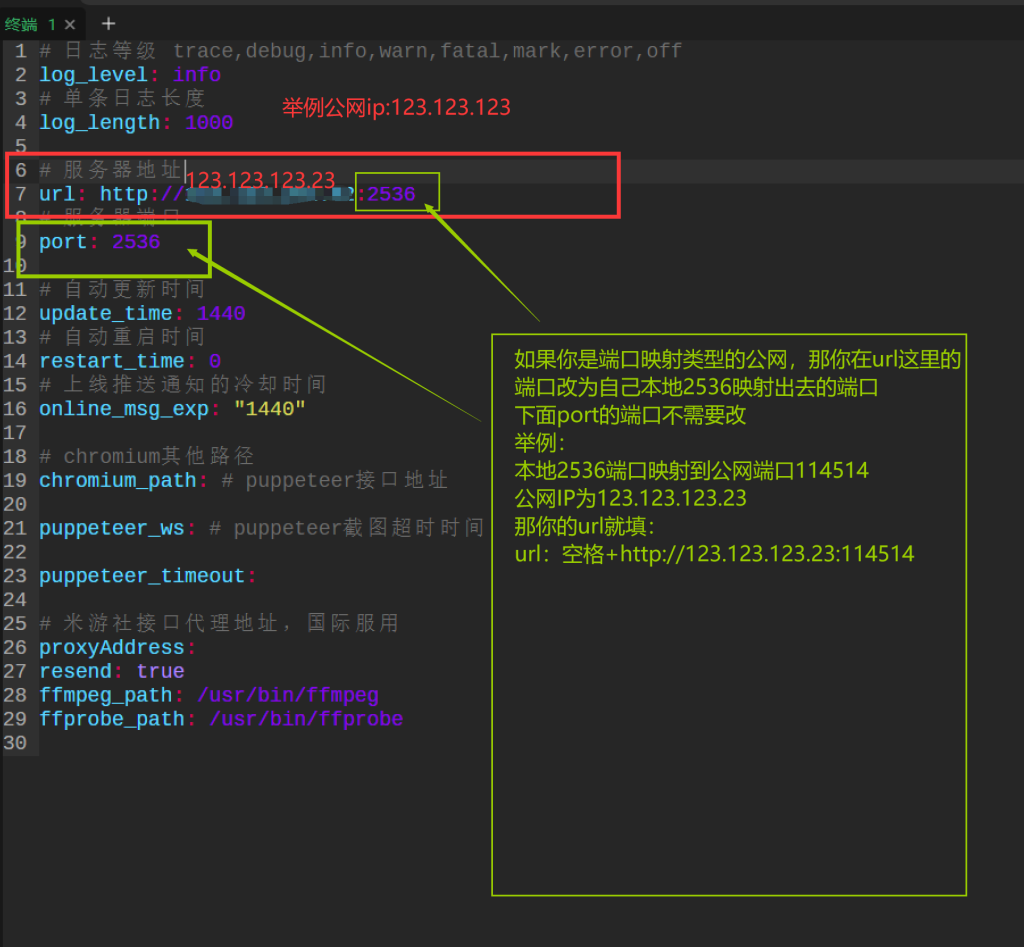 终端 1 × +
1 # 日志等级 trace,debug,info,warn,fatal,mark,error,off
2 log_level: info
3 # 单条日志长度
举例公网ip:123.123.123
4 log_length: 1000
5
6 # 服务器地址
123.123.123.23
7 url: http://:2536
8 # 服务器端口
9 port: 2536
10
11 # 自动更新时间
12 update_time: 1440
13 # 自动重启时间
14 restart_time: 0
15 # 上线推送通知的冷却时间
16 online_msg_exp: "1440"
17
18 # chromium其他路径
19 chromium_path: # puppeteer接口地址
20
21 puppeteer_ws: # puppeteer截图超时时间
22
23 puppeteer_timeout:
24
25 # 米游社接口代理地址，国际服用
26 proxyAddress:
27 resend: true
28 ffmpeg_path: /usr/bin/ffmpeg
29 ffprobe_path: /usr/bin/ffprobe
30
如果你是端口映射类型的公网，那你在url这里的
端口改为自己本地2536映射出去的端口
下面port的端口不需要改
举例：
本地2536端口映射到公网端口114514
公网IP为123.123.123.23
那你的url就填：
url：空格+http://123.123.123.23:114514